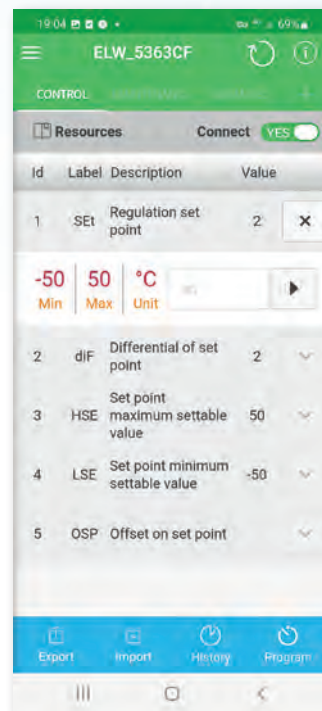 19:04 69%
ELW_5363CF
CONTROL
Resources Connect YES
Id Label Description Value
1 SEt Regulation set point 2
-50 50 °C
Min Max Unit
2 diF Differential of set point 2
3 HSE Set point maximum settable value 50
4 LSE Set point minimum settable value -50
5 OSP Offset on set point
Export Import History Program